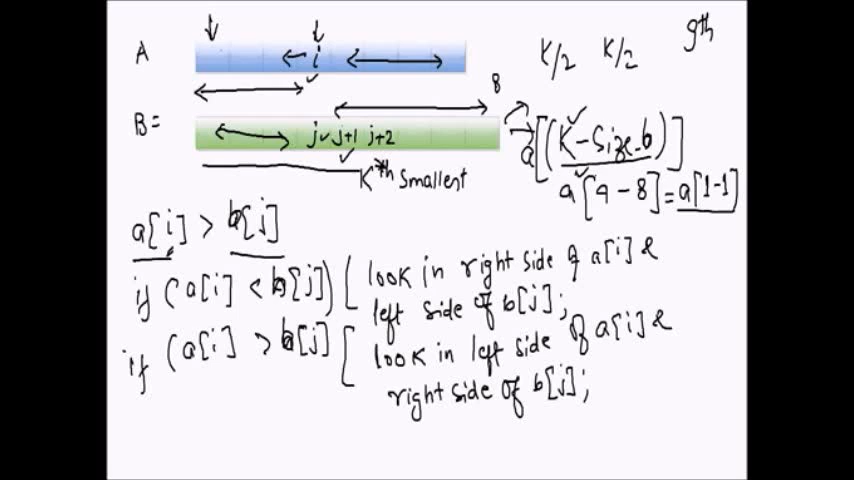 A i K/2 K/2 9th
8
B= j j+1 j+2 a[(K-Size_b)]
Kth Smallest
a[9-8]=a[1-1]
a[i] > b[j]
if (a[i] < b[j]) [look in right side of a[i] &
left side of b[j];
if (a[i] > b[j] [look in left side of a[i] &
right side of b[j];